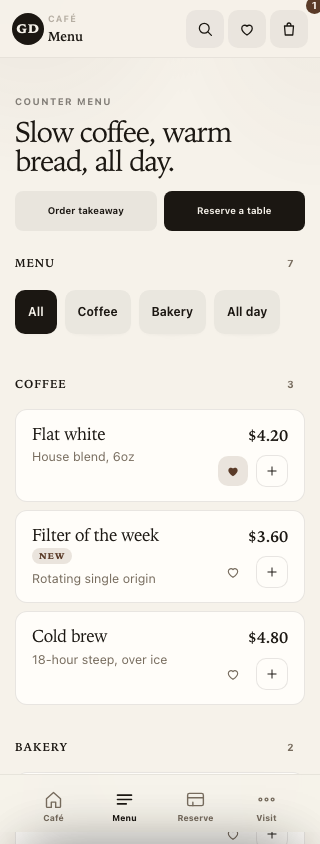 1
GD
CAFÉ
Menu
COUNTER MENU
Slow coffee, warm
bread, all day.
Order takeaway
Reserve a table
MENU
7
All
Coffee
Bakery
All day
COFFEE
3
Flat white
$4.20
House blend, 6oz
Filter of the week
$3.60
NEW
Rotating single origin
Cold brew
$4.80
18-hour steep, over ice
BAKERY
2
Café
Menu
Reserve
Visit